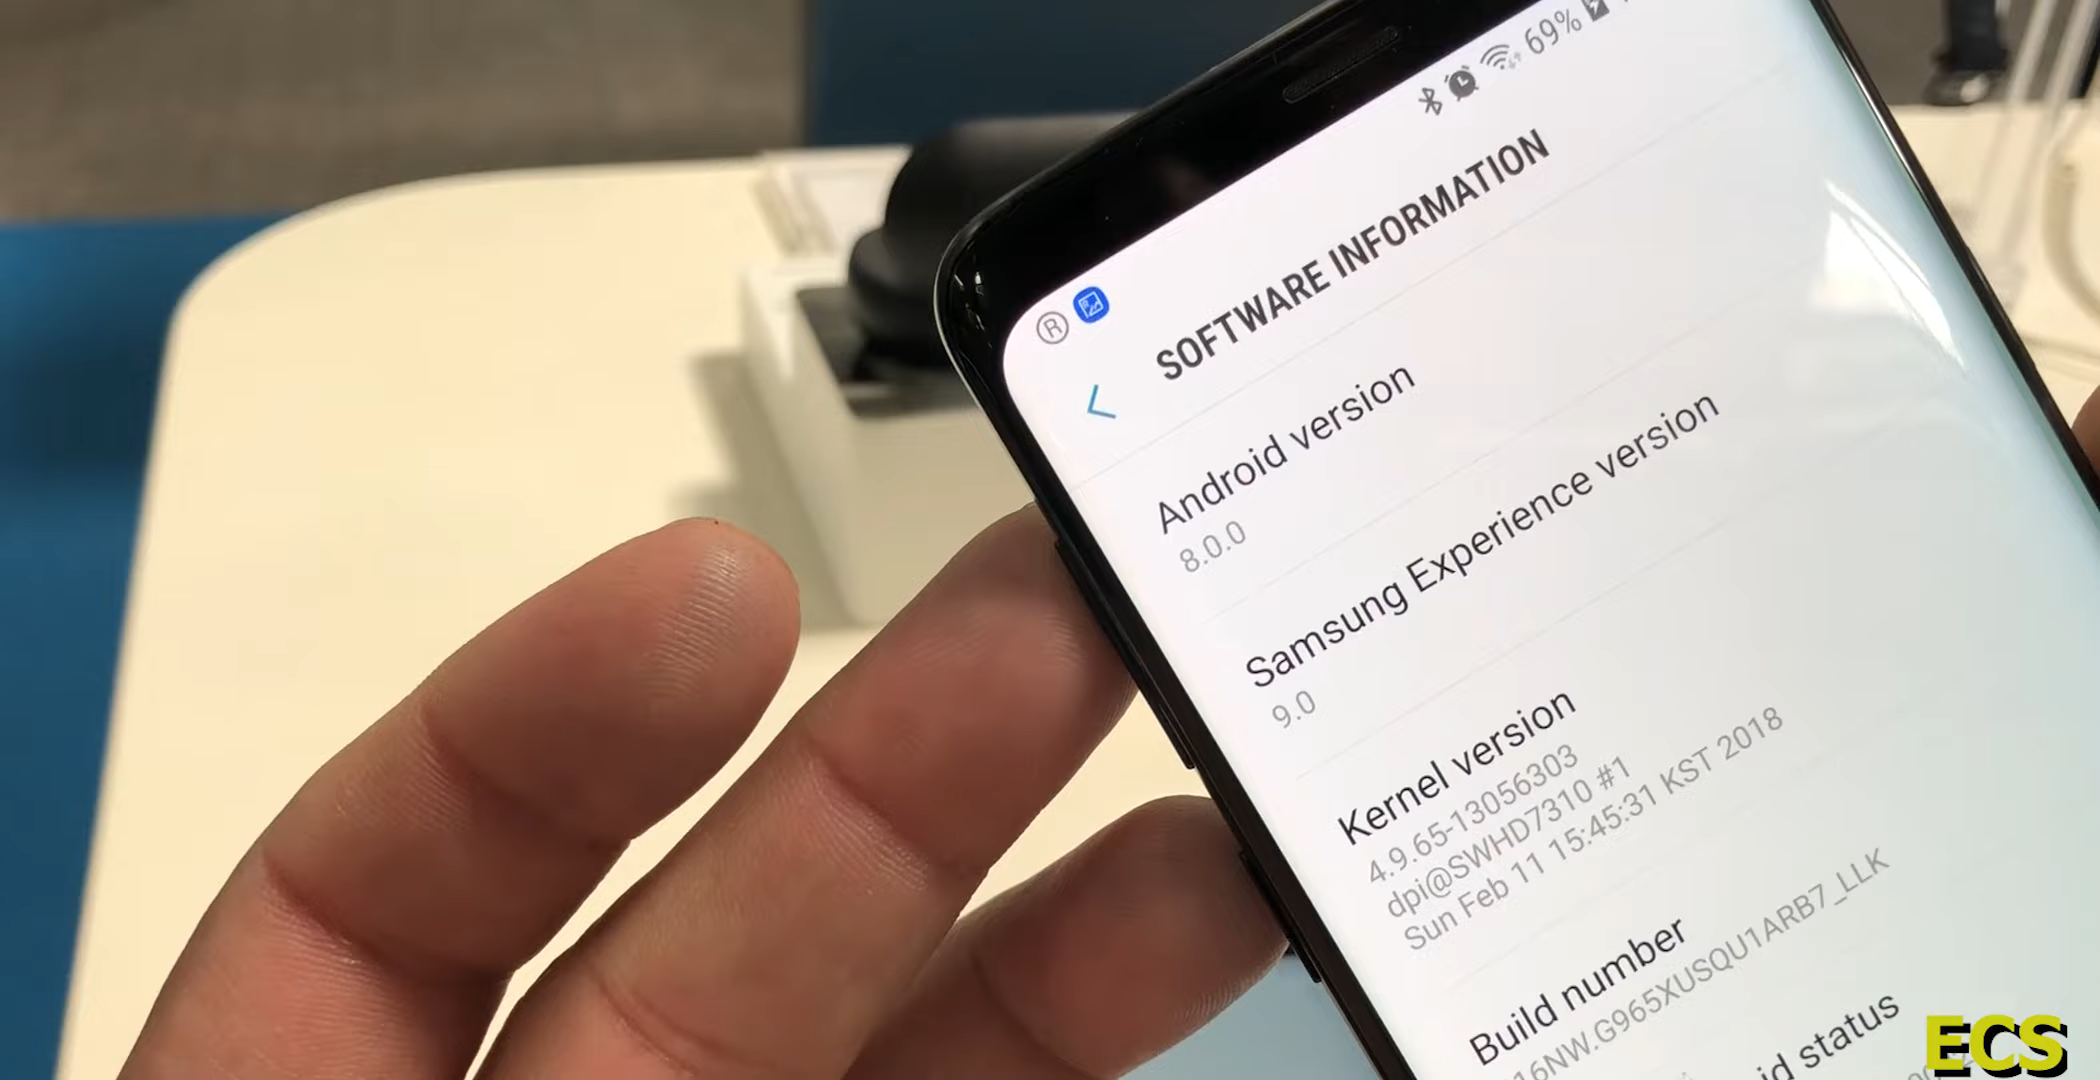 69%
R
SOFTWARE INFORMATION
Android version
8.0.0
Samsung Experience version
9.0
Kernel version
4.9.65-13056303
dpi@SWHD7310 #1
Sun Feb 11 15:45:31 KST 2018
Build number
16NW.G965XUSQU1ARB7_LLK
status
ECS